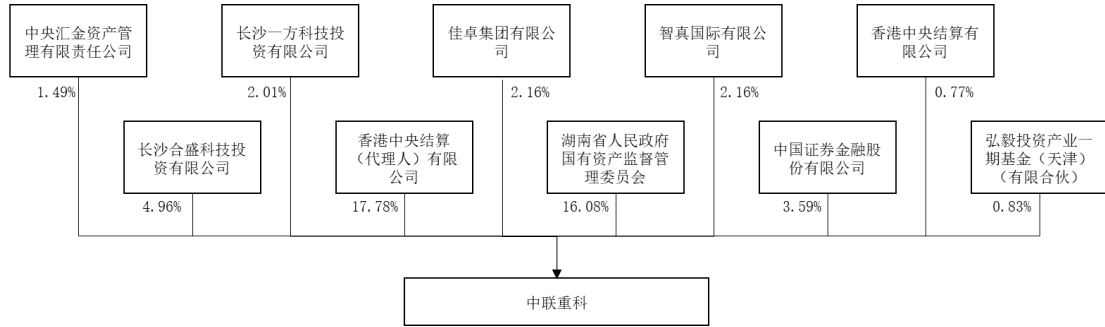 中央汇金资产管
理有限责任公司
长沙一方科技投
资有限公司
佳卓集团有限公
司
智真国际有限公
司
香港中央结算有
限公司
1.49%
2.01%
2.16%
2.16%
0.77%
长沙合盛科技投
资有限公司
香港中央结算
（代理人）有限
公司
湖南省人民政府
国有资产监督管
理委员会
中国证券金融股
份有限公司
弘毅投资产业一
期基金（天津）
（有限合伙）
4.96%
17.78%
16.08%
3.59%
0.83%
中联重科